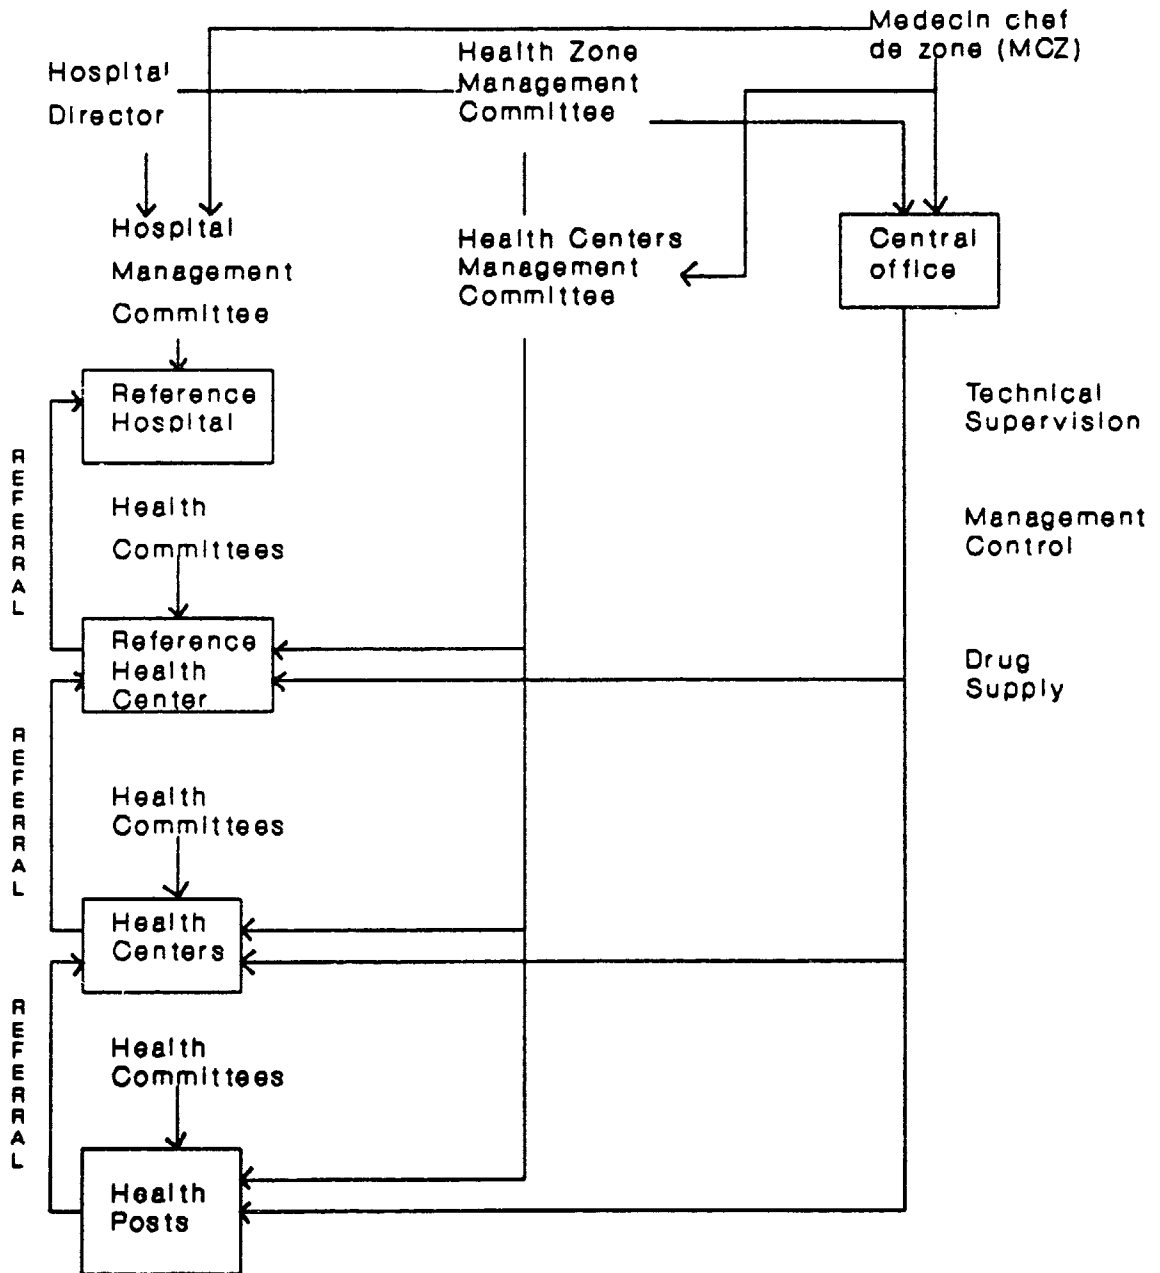 Medecin chef
de zone (MCZ)
Health Zone
Management
Committee
Hospital
Director
Hospital
Management
Committee
Health Centers
Management
Committee
Central
office
Reference
Hospital
Technical
Supervision
REFERRAL
Health
Committees
Management
Control
Reference
Health
Center
Drug
Supply
REFERRAL
Health
Committees
Health
Centers
REFERRAL
Health
Committees
Health
Posts